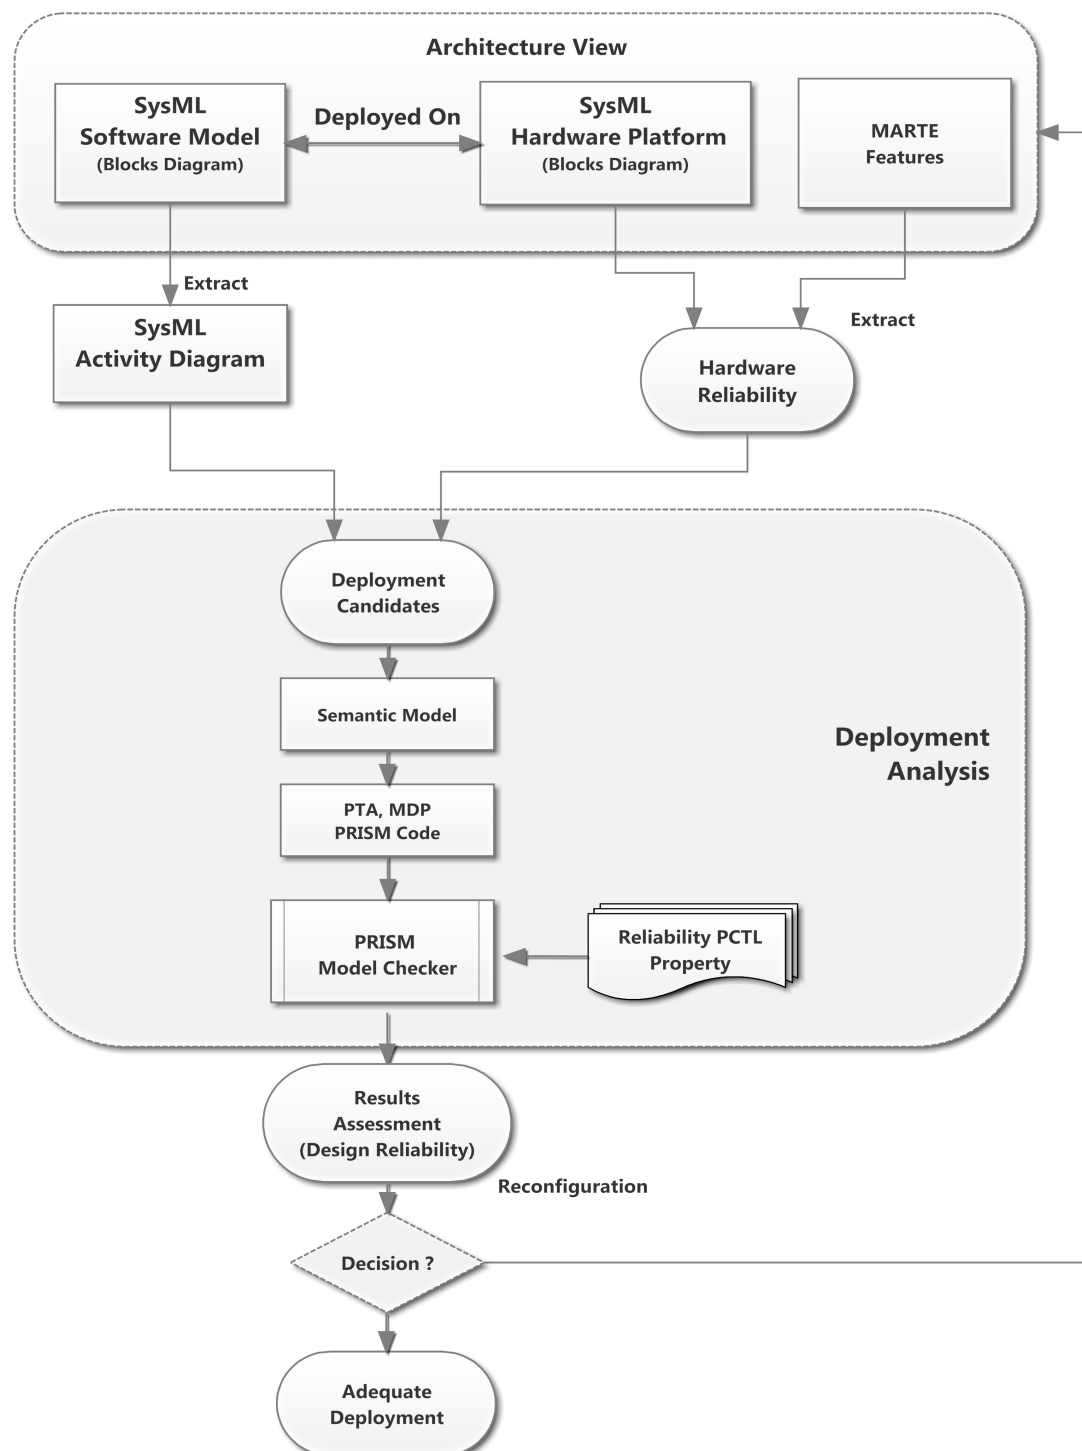 Architecture View
SysML
Software Model
(Blocks Diagram)
Deployed On
SysML
Hardware Platform
(Blocks Diagram)
MARTE
Features
Extract
SysML
Activity Diagram
Extract
Hardware
Reliability
Deployment
Candidates
Semantic Model
Deployment
Analysis
PTA, MDP
PRISM Code
PRISM
Model Checker
Reliability PCTL
Property
Results
Assessment
(Design Reliability)
Reconfiguration
Decision ?
Adequate
Deployment